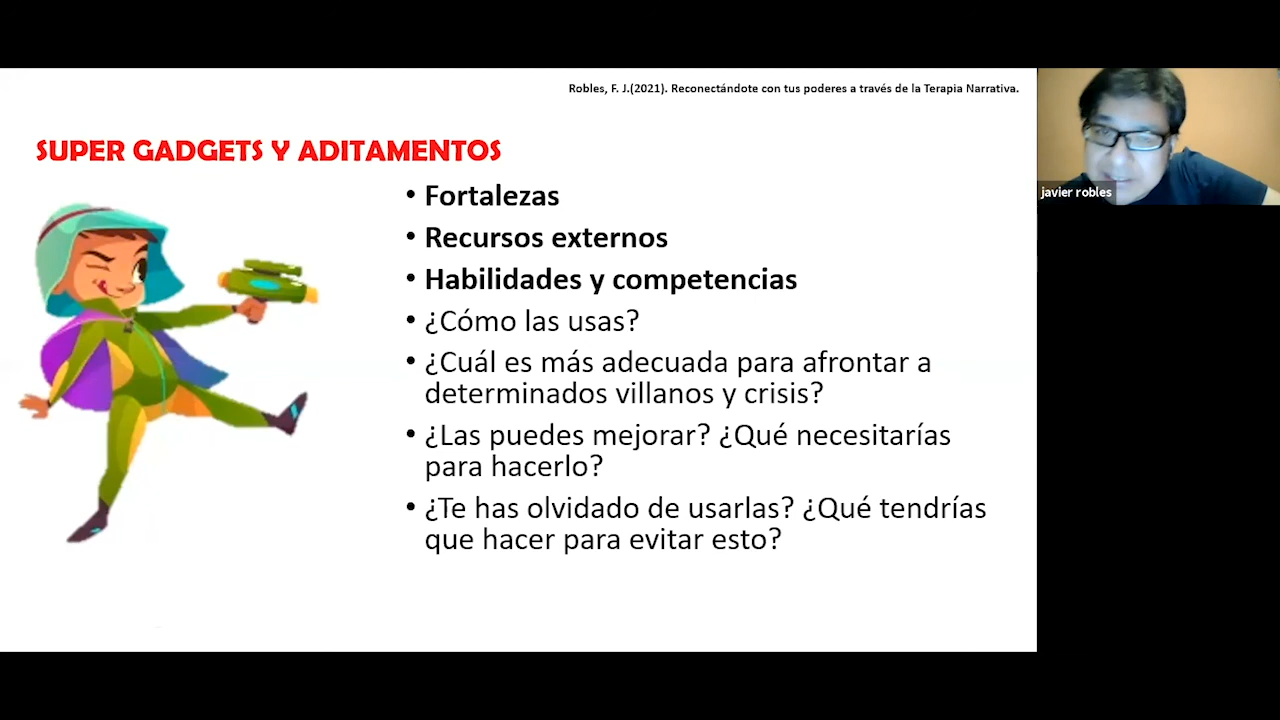 Robles, F. J.(2021). Reconectándote con tus poderes a través de la Terapia Narrativa.
SUPER GADGETS Y ADITAMENTOS
• Fortalezas
• Recursos externos
• Habilidades y competencias
• ¿Cómo las usas?
• ¿Cuál es más adecuada para afrontar a
determinados villanos y crisis?
• ¿Las puedes mejorar? ¿Qué necesitarías
para hacerlo?
• ¿Te has olvidado de usarlas? ¿Qué tendrías
que hacer para evitar esto?
javier robles